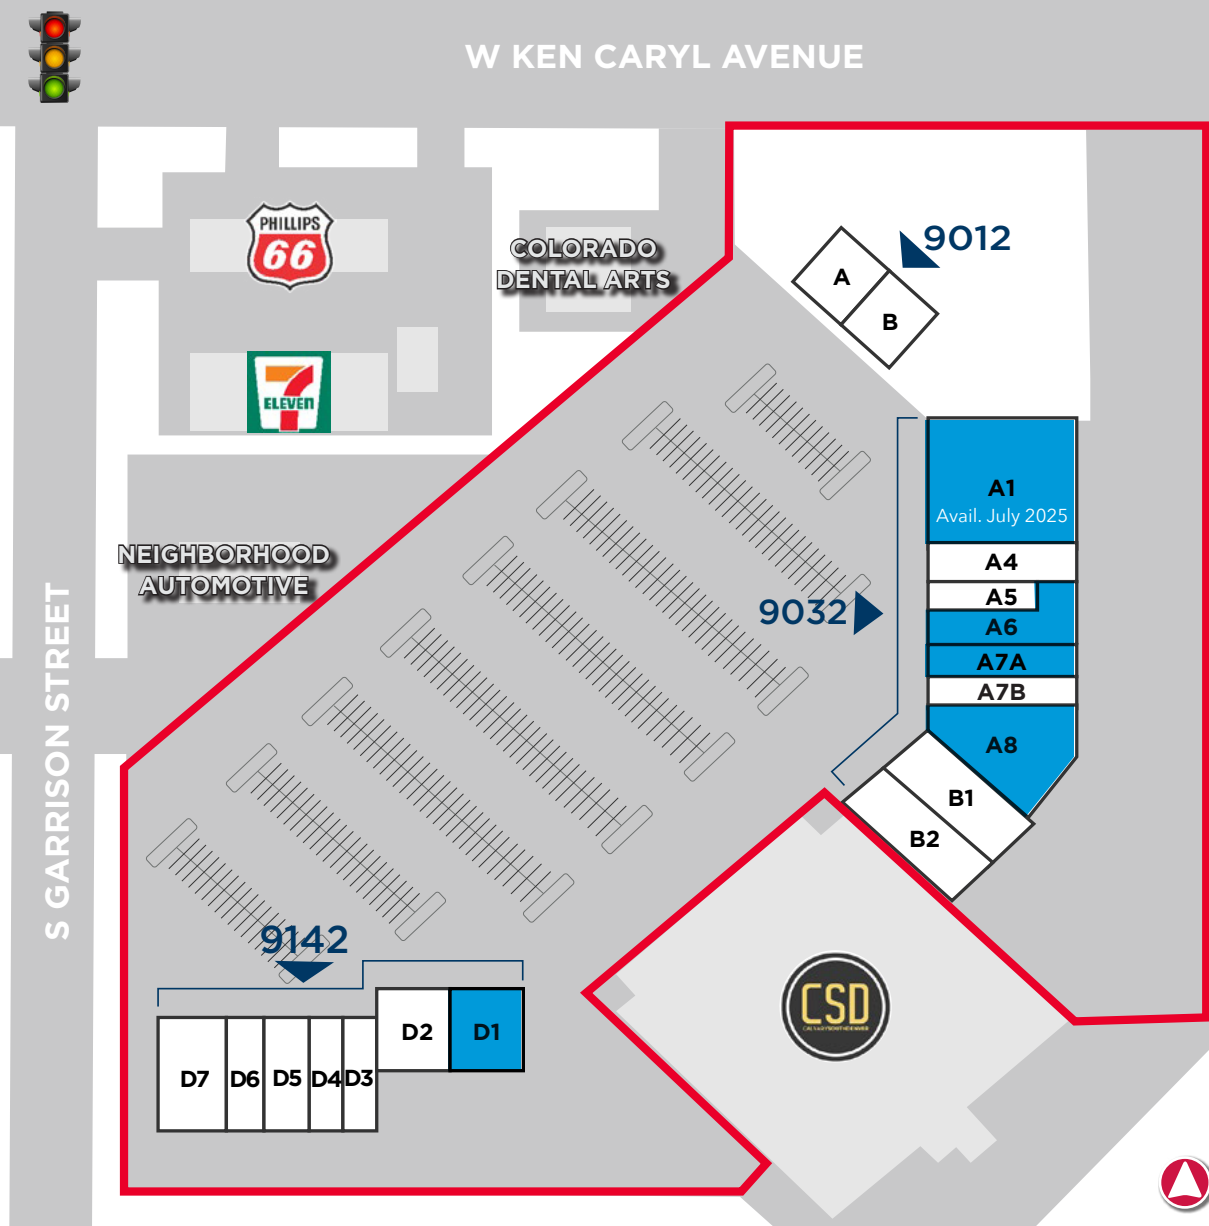 W KEN CARYL AVENUE
PHILLIPS
66
COLORADO
DENTAL ARTS
9012
A
B
7
ELEVEN
A1
Avail. July 2025
NEIGHBORHOOD
AUTOMOTIVE
A4
A5
9032
A6
A7A
A7B
A8
S GARRISON STREET
B1
B2
9142
CSD
D2
D1
D7
D6
D5
D4
D3